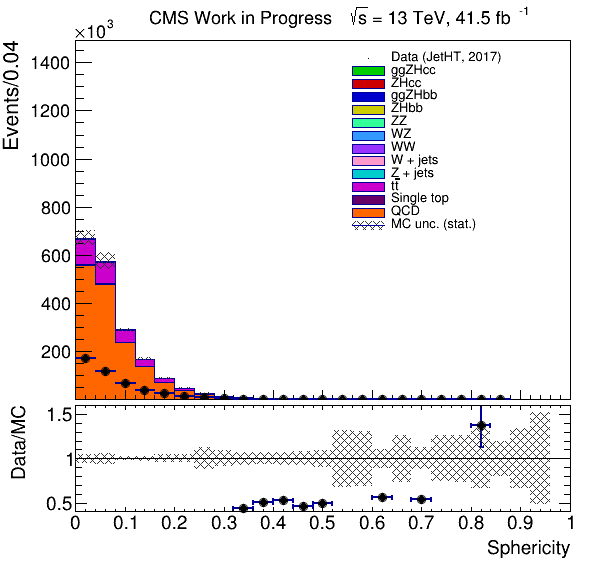 CMS Work in Progress √s = 13 TeV, 41.5 fb⁻¹
×10³
Events/0.04
1400
1200
1000
800
600
400
200
Data (JetHT, 2017)
ggZHcc
ZHcc
ggZHbb
ZHbb
ZZ
WZ
WW
W + jets
Z + jets
tt̅
Single top
QCD
MC unc. (stat.)
Data/MC
1.5
1
0.5
0 0.1 0.2 0.3 0.4 0.5 0.6 0.7 0.8 0.9 1
Sphericity